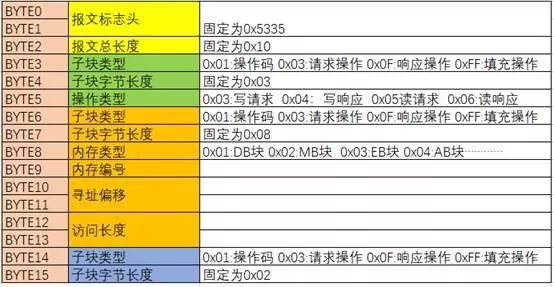 BYTE0 报文标志头
BYTE1 固定为0x5335
BYTE2 报文总长度 固定为0x10
BYTE3 子块类型 0x01:操作码 0x03:请求操作 0x0F:响应操作 0xFF:填充操作
BYTE4 子块字节长度 固定为0x03
BYTE5 操作类型 0x03:写请求 0x04: 写响应 0x05读请求 0x06:读响应
BYTE6 子块类型 0x01:操作码 0x03:请求操作 0x0F:响应操作 0xFF:填充操作
BYTE7 子块字节长度 固定为0x08
BYTE8 内存类型 0x01:DB块 0x02:MB块 0x03:EB块 0x04:AB块…………
BYTE9 内存编号
BYTE10 寻址偏移
BYTE11
BYTE12 访问长度
BYTE13
BYTE14 子块类型 0x01:操作码 0x03:请求操作 0x0F:响应操作 0xFF:填充操作
BYTE15 子块字节长度 固定为0x02